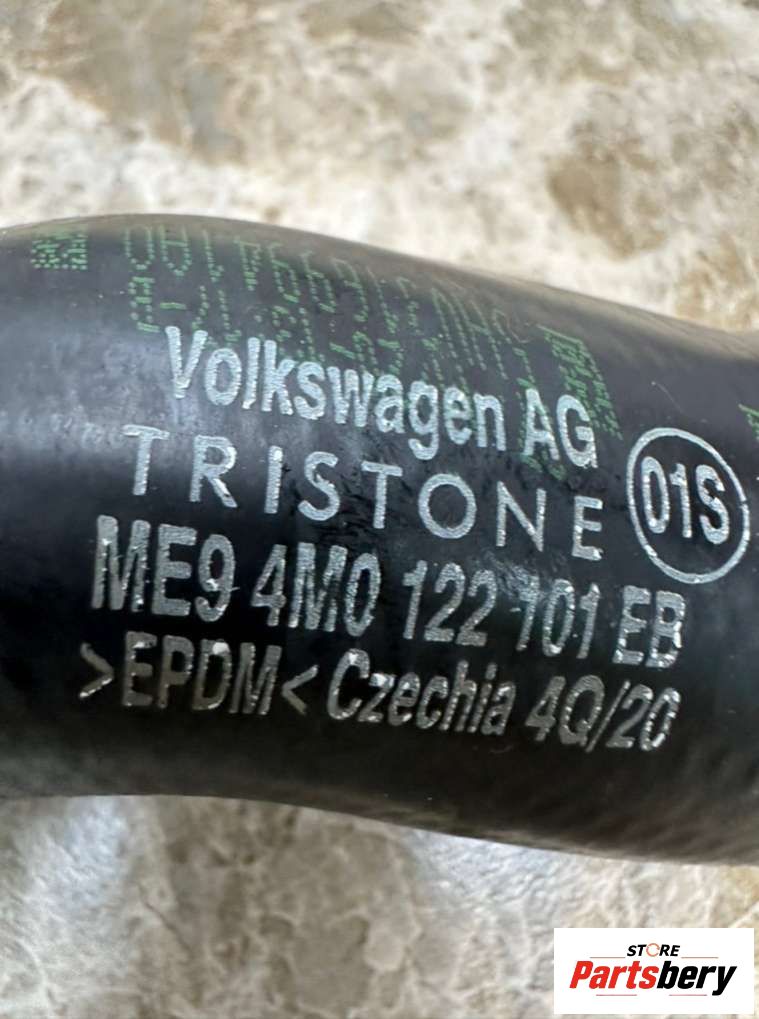 Volkswagen AG
TRISTONE
01S
ME9 4M0 122 101 EB
>EPDM< Czechia 4Q/20
STORE
Partsbery